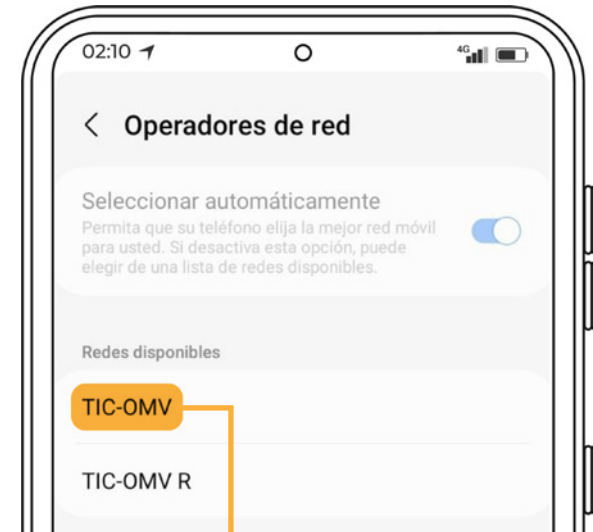 02:10
4G
Operadores de red
Seleccionar automáticamente
Permita que su teléfono elija la mejor red móvil
para usted. Si desactiva esta opción, puede
elegir de una lista de redes disponibles.
Redes disponibles
TIC-OMV
TIC-OMV R